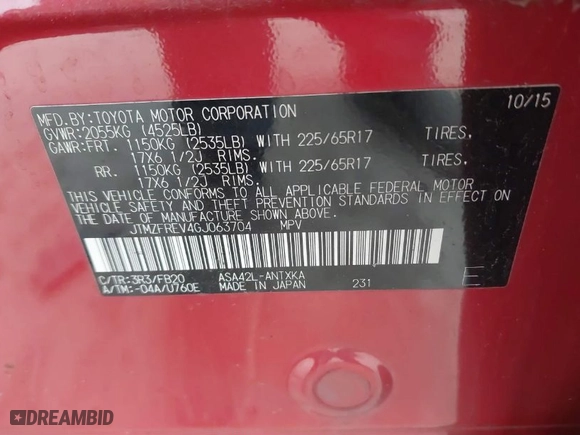 MFD.BY:TOYOTA MOTOR CORPORATION 10/15
GVWR:2055KG (4525LB)
GAWR:FRT. 1150KG (2535LB) WITH 225/65R17 TIRES,
17X6 1/2J RIMS.
RR. 1150KG (2535LB) WITH 225/65R17 TIRES,
17X6 1/2J RIMS.
THIS VEHICLE CONFORMS TO ALL APPLICABLE FEDERAL MOTOR
VEHICLE SAFETY AND THEFT PREVENTION STANDARDS IN EFFECT ON
THE DATE OF MANUFACTURE SHOWN ABOVE.
JTMZFREV4GJ063704 MPV
C/TR:3R3/FB20 ASA42L-ANTXKA E
A/TM:-04A/U760E MADE IN JAPAN 231
DREAMBID